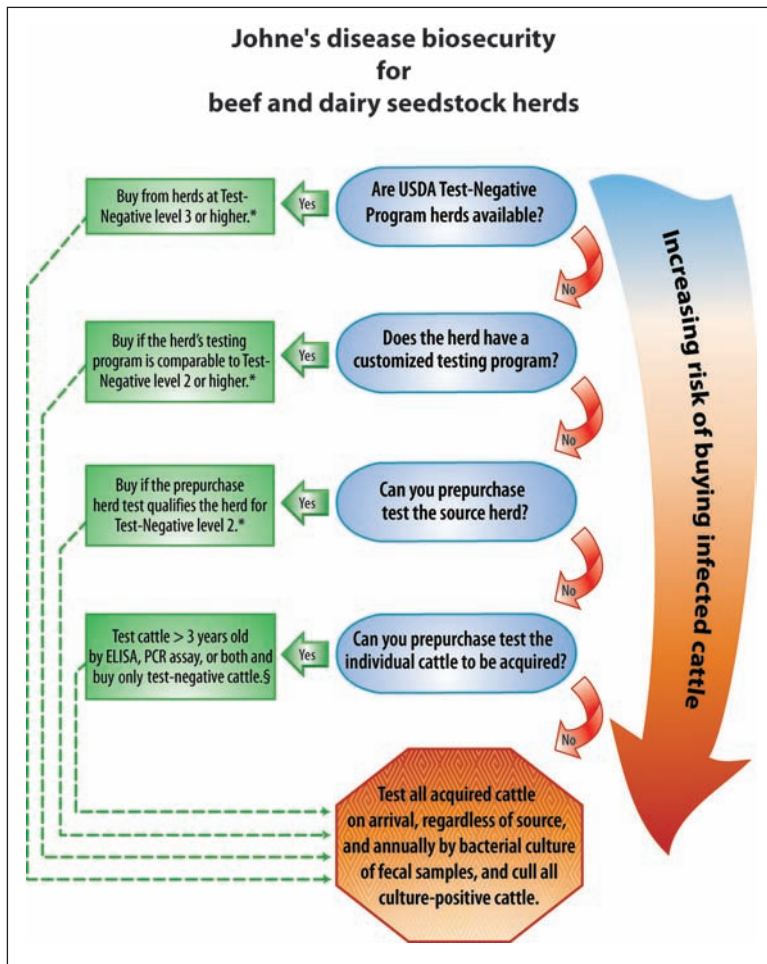 Johne's disease biosecurity
for
beef and dairy seedstock herds
Buy from herds at Test-
Negative level 3 or higher.*
Yes
Are USDA Test-Negative
Program herds available?
No
Buy if the herd's testing
program is comparable to Test-
Negative level 2 or higher.*
Yes
Does the herd have a
customized testing program?
No
Buy if the prepurchase
herd test qualifies the herd for
Test-Negative level 2.*
Yes
Can you prepurchase
test the source herd?
No
Test cattle > 3 years old
by ELISA, PCR assay, or both and
buy only test-negative cattle.§
Yes
Can you prepurchase test the
individual cattle to be acquired?
No
Test all acquired cattle
on arrival, regardless of source,
and annually by bacterial culture
of fecal samples, and cull all
culture-positive cattle.
Increasing risk of buying infected cattle